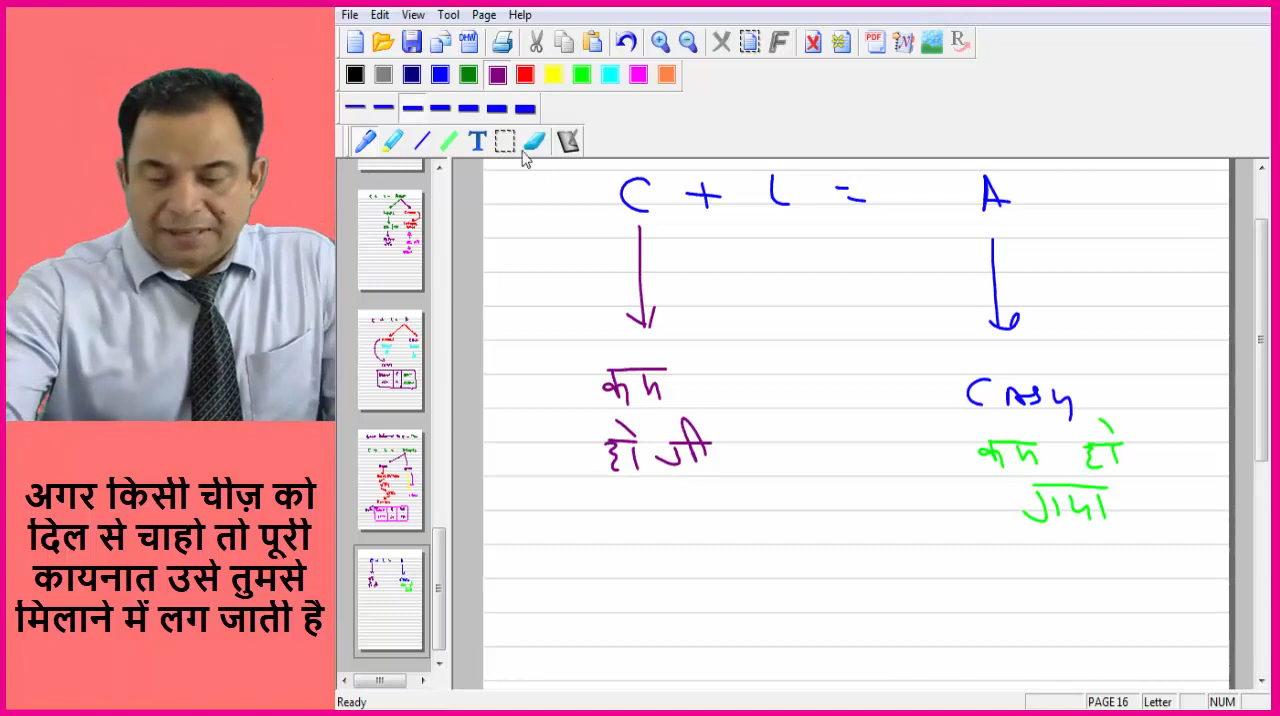 File Edit View Tool Page Help
C + L = A
कम
हो गी
Cash
कम हो
गया
अगर किसी चीज़ को
दिल से चाहो तो पूरी
कायनात उसे तुमसे
मिलाने में लग जाती है
Ready PAGE 16 Letter NUM